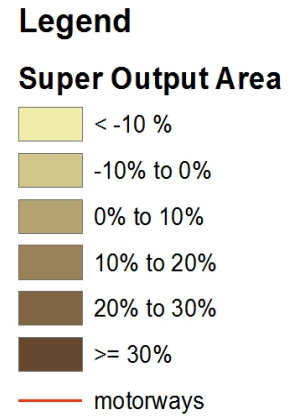 Legend
Super Output Area
< -10 %
-10% to 0%
0% to 10%
10% to 20%
20% to 30%
>= 30%
motorways